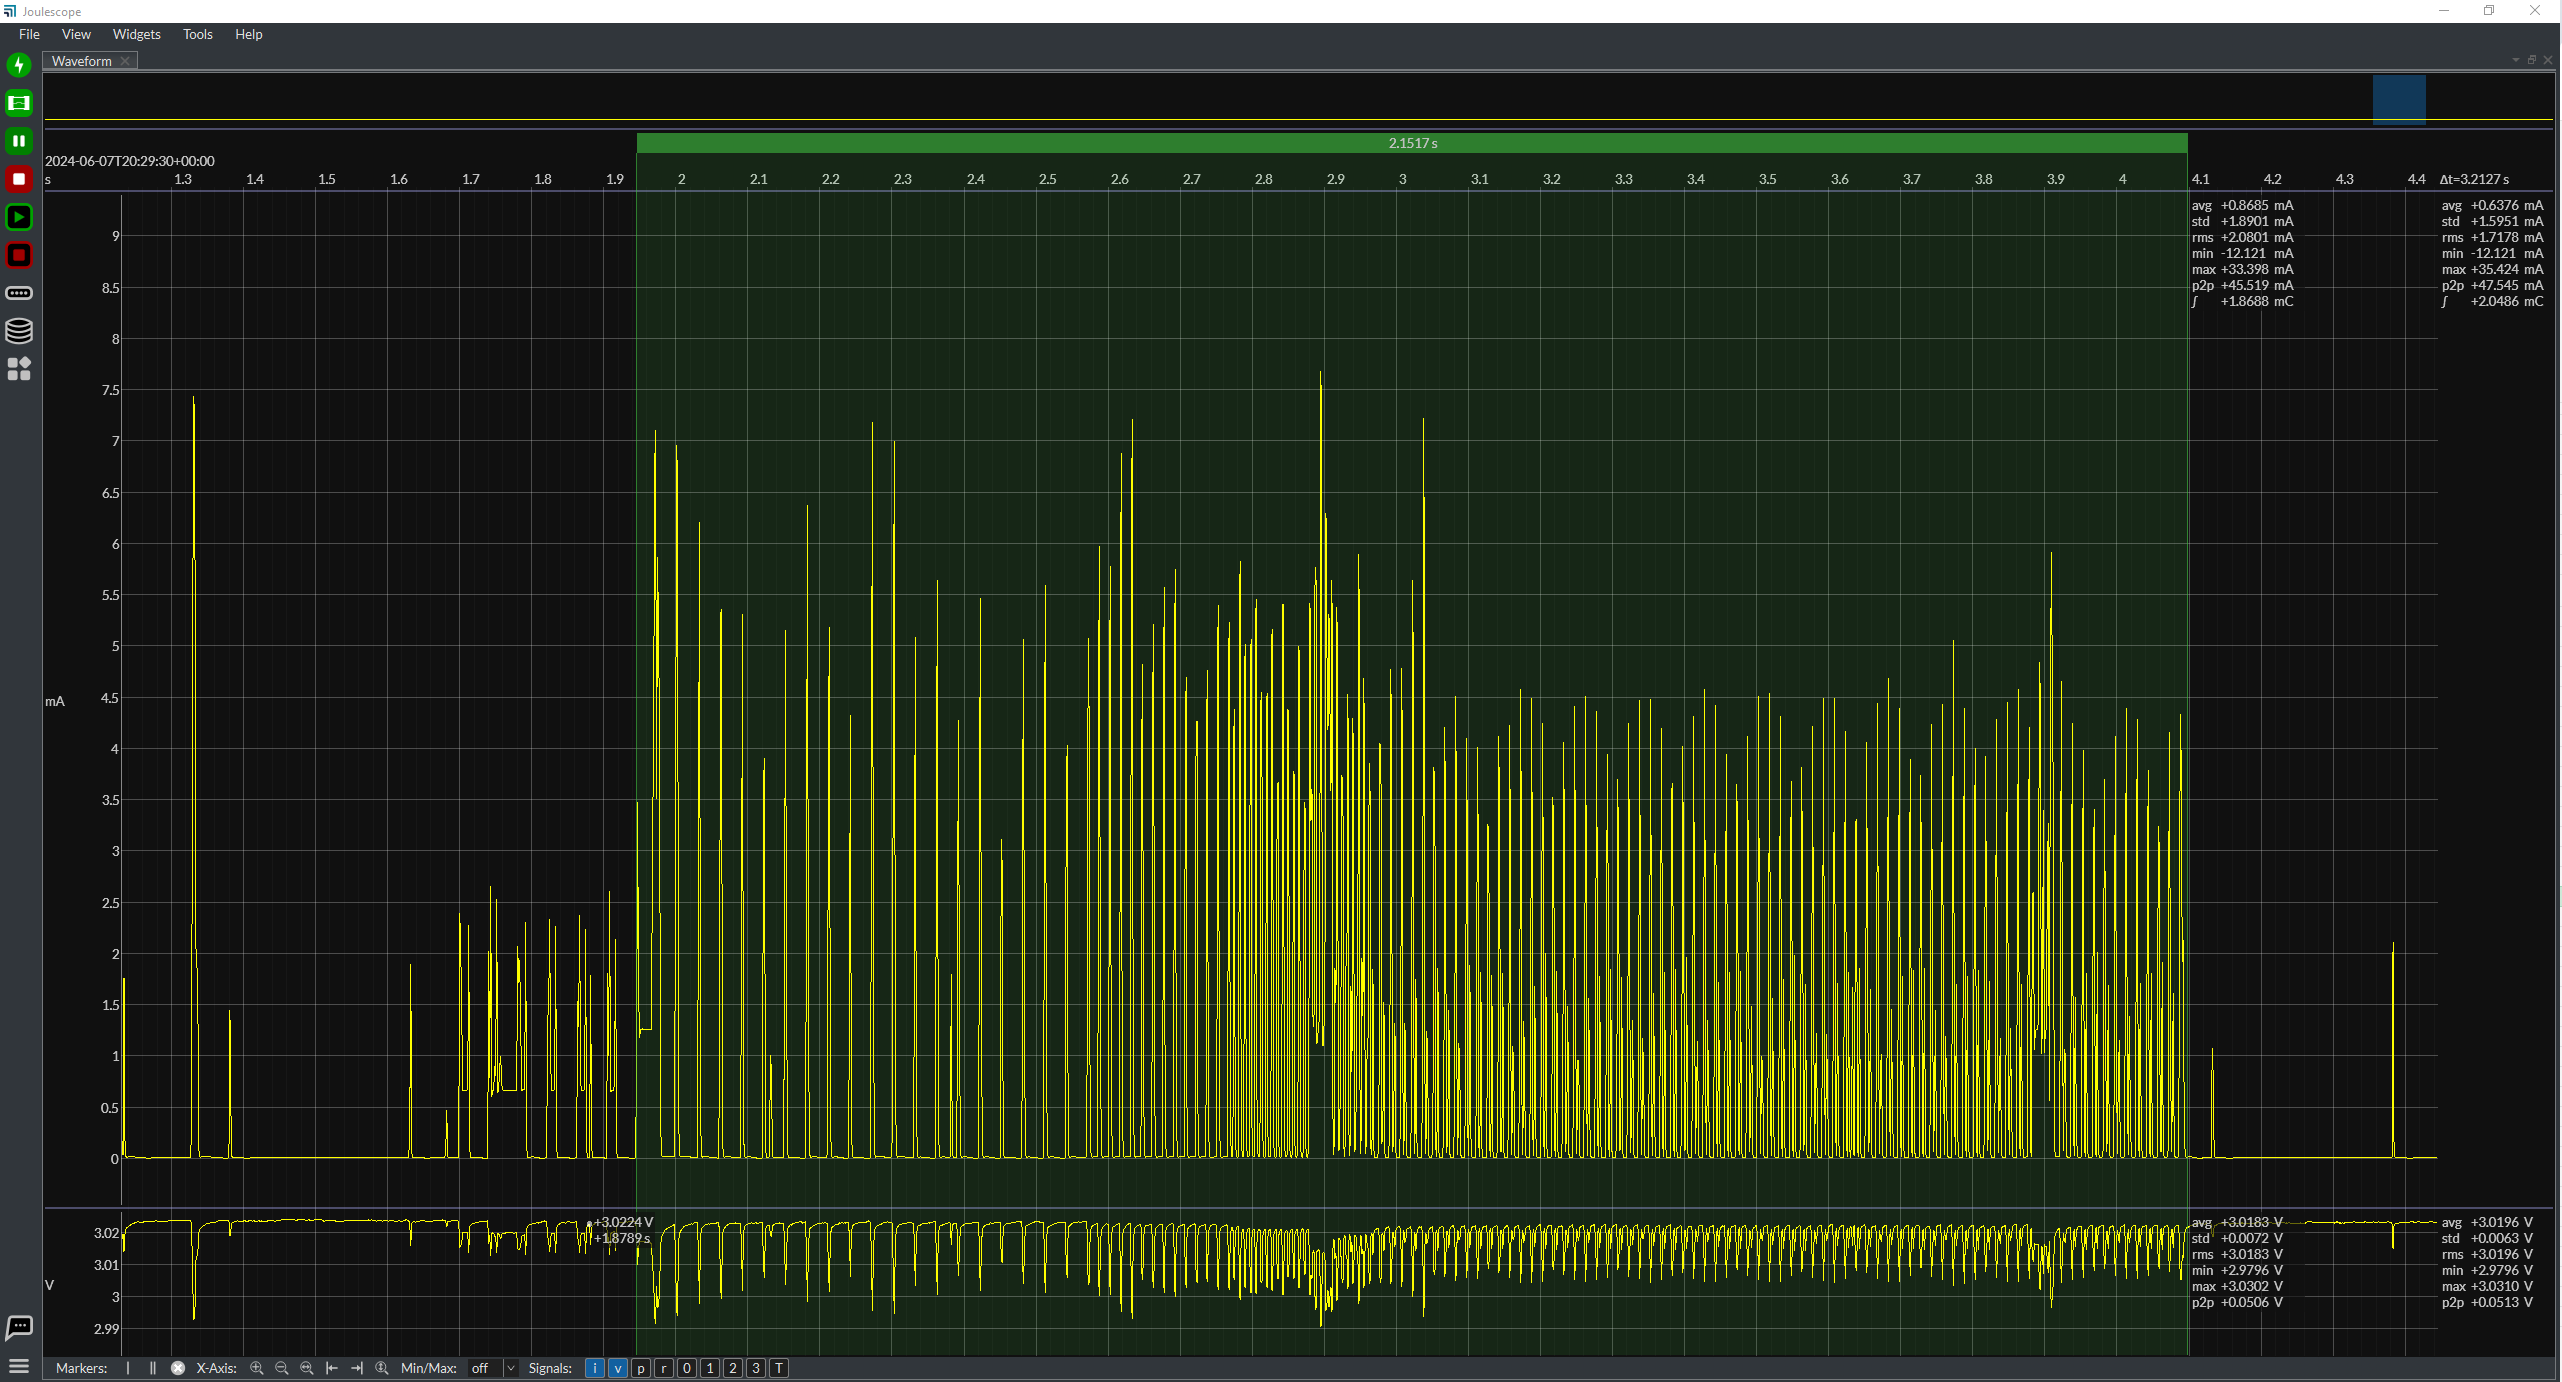 Joulescope
File View Widgets Tools Help
Waveform
2.1517 s
2024-06-07T20:29:30+00:00
s 1.3 1.4 1.5 1.6 1.7 1.8 1.9 2 2.1 2.2 2.3 2.4 2.5 2.6 2.7 2.8 2.9 3 3.1 3.2 3.3 3.4 3.5 3.6 3.7 3.8 3.9 4 4.1 4.2 4.3 4.4 Δt=3.2127 s
avg +0.8685 mA
std +1.8901 mA
rms +2.0801 mA
min -12.121 mA
max +33.398 mA
p2p +45.519 mA
∫ +1.8688 mC
avg +0.6376 mA
std +1.5951 mA
rms +1.7178 mA
min -12.121 mA
max +35.424 mA
p2p +47.545 mA
∫ +2.0486 mC
9
8.5
8
7.5
7
6.5
6
5.5
5
4.5
mA
4
3.5
3
2.5
2
1.5
1
0.5
0
3.02
3.01
V
3
2.99
+3.0224 V
+1.8789 s
avg +3.0183 V
std +0.0072 V
rms +3.0183 V
min +2.9796 V
max +3.0302 V
p2p +0.0506 V
avg +3.0196 V
std +0.0063 V
rms +3.0196 V
min +2.9796 V
max +3.0310 V
p2p +0.0513 V
Markers: X-Axis: Min/Max: off Signals: i v p r 0 1 2 3 T